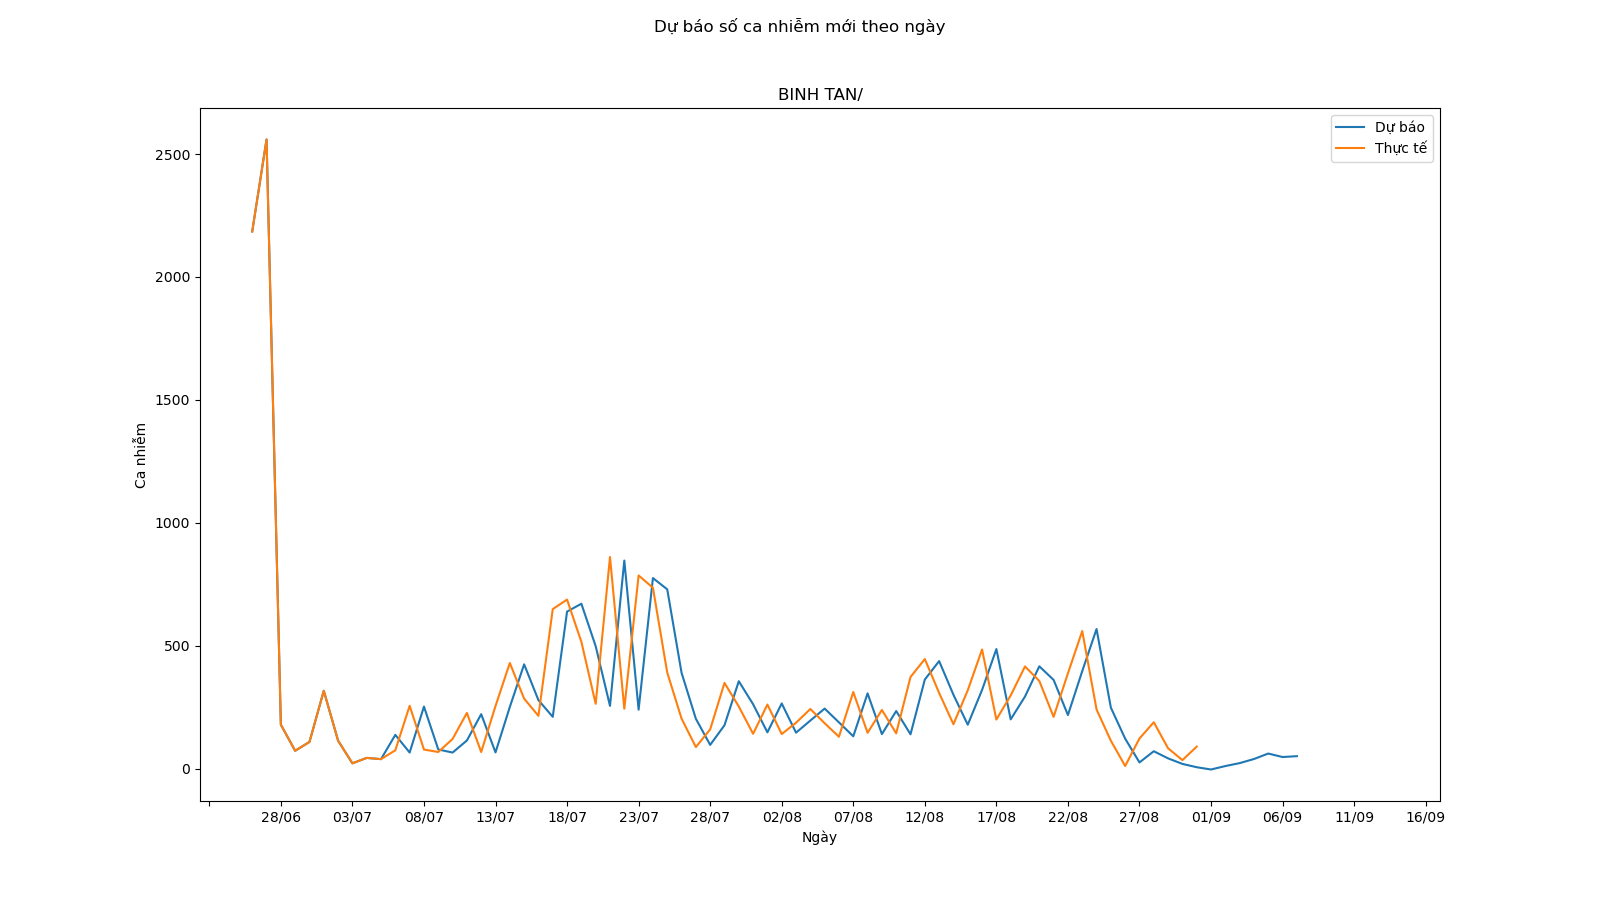 Dự báo số ca nhiễm mới theo ngày
BINH TAN/
Dự báo
Thực tế
2500
2000
1500
1000
500
0
Ca nhiễm
28/06 03/07 08/07 13/07 18/07 23/07 28/07 02/08 07/08 12/08 17/08 22/08 27/08 01/09 06/09 11/09 16/09
Ngày